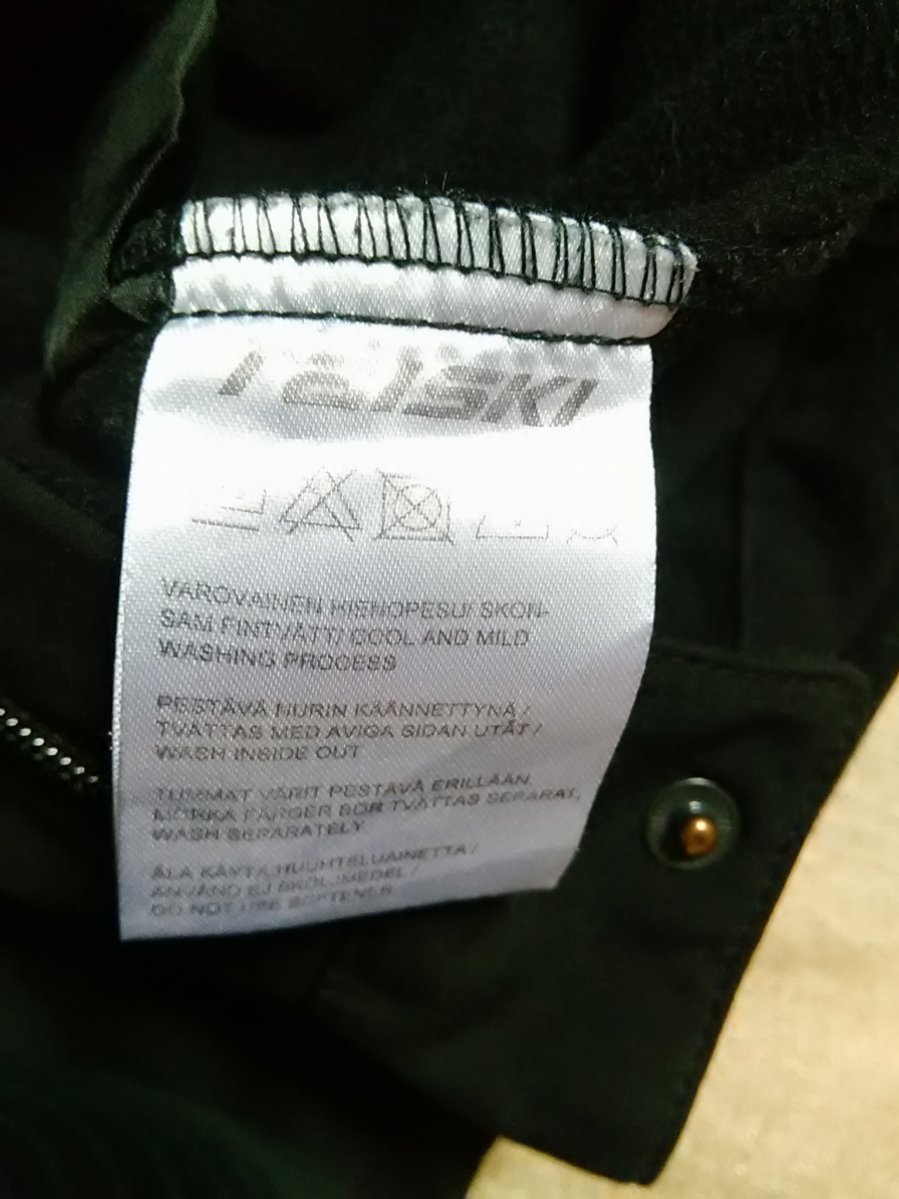 relSKI
VAROVAINEN HIENOPESU/ SKON-
SAM FINTVÄTT/ COOL AND MILD
WASHING PROCESS
PESTÄVÄ NURIN KÄÄNNETTYNÄ /
TVÄTTAS MED AVIGA SIDAN UTÅT /
WASH INSIDE OUT
TUMMAT VÄRIT PESTÄVÄ ERILLÄÄN,
MÖRKA FÄRGER BÖR TVÄTTAS SEPARAT,
WASH SEPARATELY
ÄLÄ KÄYTÄ HUUHTELUAINETTA /
ANVÄND EJ SKÖLJMEDEL /
DO NOT USE SOFTENER